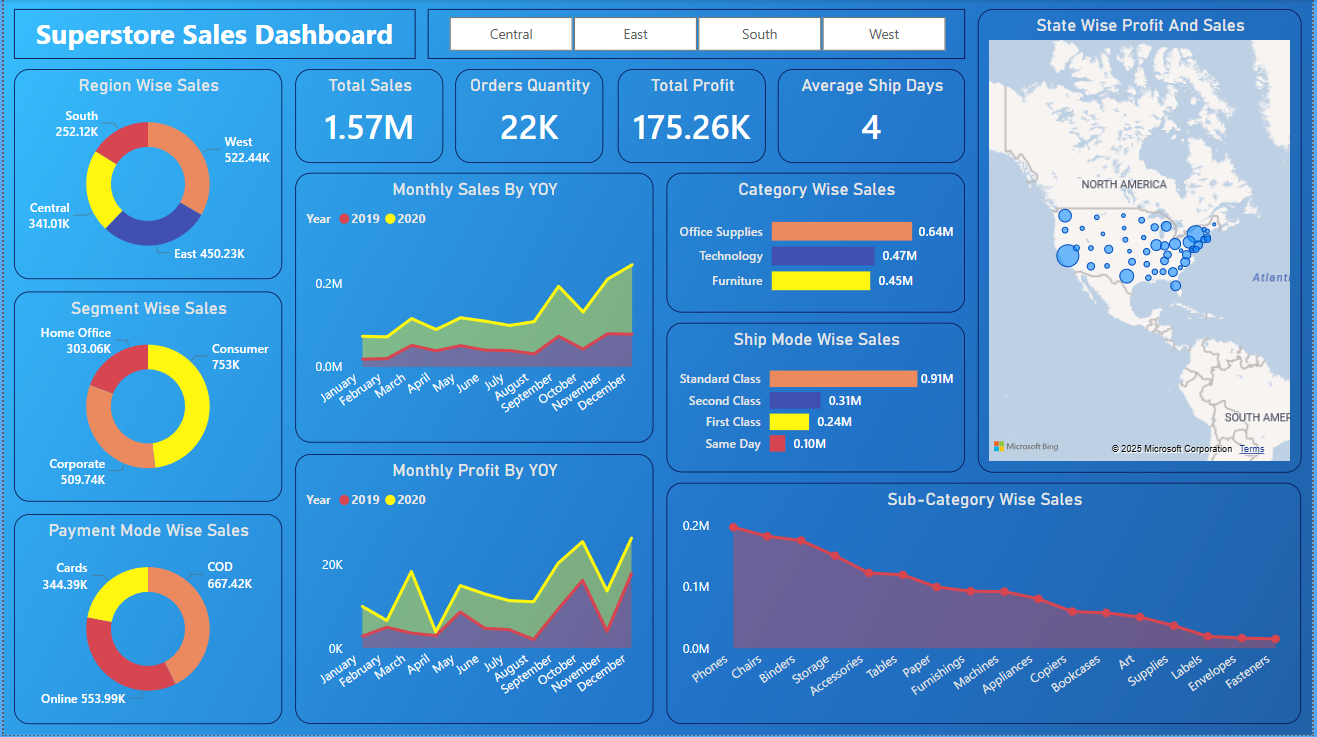 Superstore Sales Dashboard
Central
East
South
West
State Wise Profit And Sales
NORTH AMERICA
Atlanti
SOUTH AMER
Microsoft Bing
© 2025 Microsoft Corporation Terms
Region Wise Sales
South
252.12K
West
522.44K
Central
341.01K
East 450.23K
Total Sales
1.57M
Orders Quantity
22K
Total Profit
175.26K
Average Ship Days
4
Monthly Sales By YOY
Year 2019 2020
0.2M
0.0M
January
February
March
April
May
June
July
August
September
October
November
December
Category Wise Sales
Office Supplies 0.64M
Technology 0.47M
Furniture 0.45M
Segment Wise Sales
Home Office
303.06K
Consumer
753K
Corporate
509.74K
Ship Mode Wise Sales
Standard Class 0.91M
Second Class 0.31M
First Class 0.24M
Same Day 0.10M
Monthly Profit By YOY
Year 2019 2020
20K
0K
January
February
March
April
May
June
July
August
September
October
November
December
Payment Mode Wise Sales
Cards
344.39K
COD
667.42K
Online 553.99K
Sub-Category Wise Sales
0.2M
0.1M
0.0M
Phones
Chairs
Binders
Storage
Accessories
Tables
Paper
Furnishings
Machines
Appliances
Copiers
Bookcases
Art
Supplies
Labels
Envelopes
Fasteners